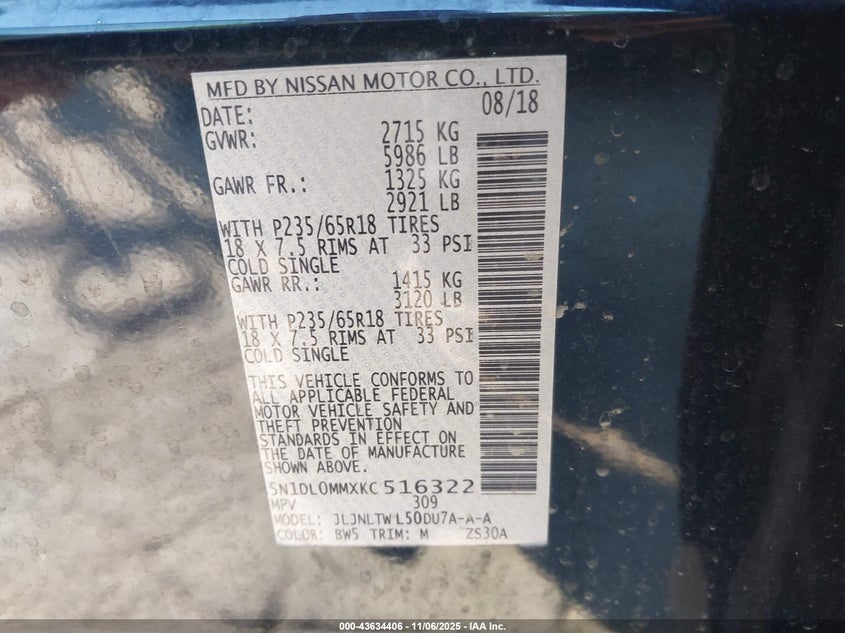 MFD BY NISSAN MOTOR CO., LTD.
DATE: 08/18
GVWR: 2715 KG
5986 LB
GAWR FR.: 1325 KG
2921 LB
WITH P235/65R18 TIRES
18 X 7.5 RIMS AT 33 PSI
COLD SINGLE
GAWR RR.: 1415 KG
3120 LB
WITH P235/65R18 TIRES
18 X 7.5 RIMS AT 33 PSI
COLD SINGLE
THIS VEHICLE CONFORMS TO
ALL APPLICABLE FEDERAL
MOTOR VEHICLE SAFETY AND
THEFT PREVENTION
STANDARDS IN EFFECT ON
THE DATE OF MANUFACTURE
SHOWN ABOVE.
5N1DL0MMXKC516322
MPV 309
MODEL: JLJNLTWL50DU7A-A-A
COLOR: BW5 TRIM: M ZS30A
000-43634406 - 11/06/2025 - IAA Inc.